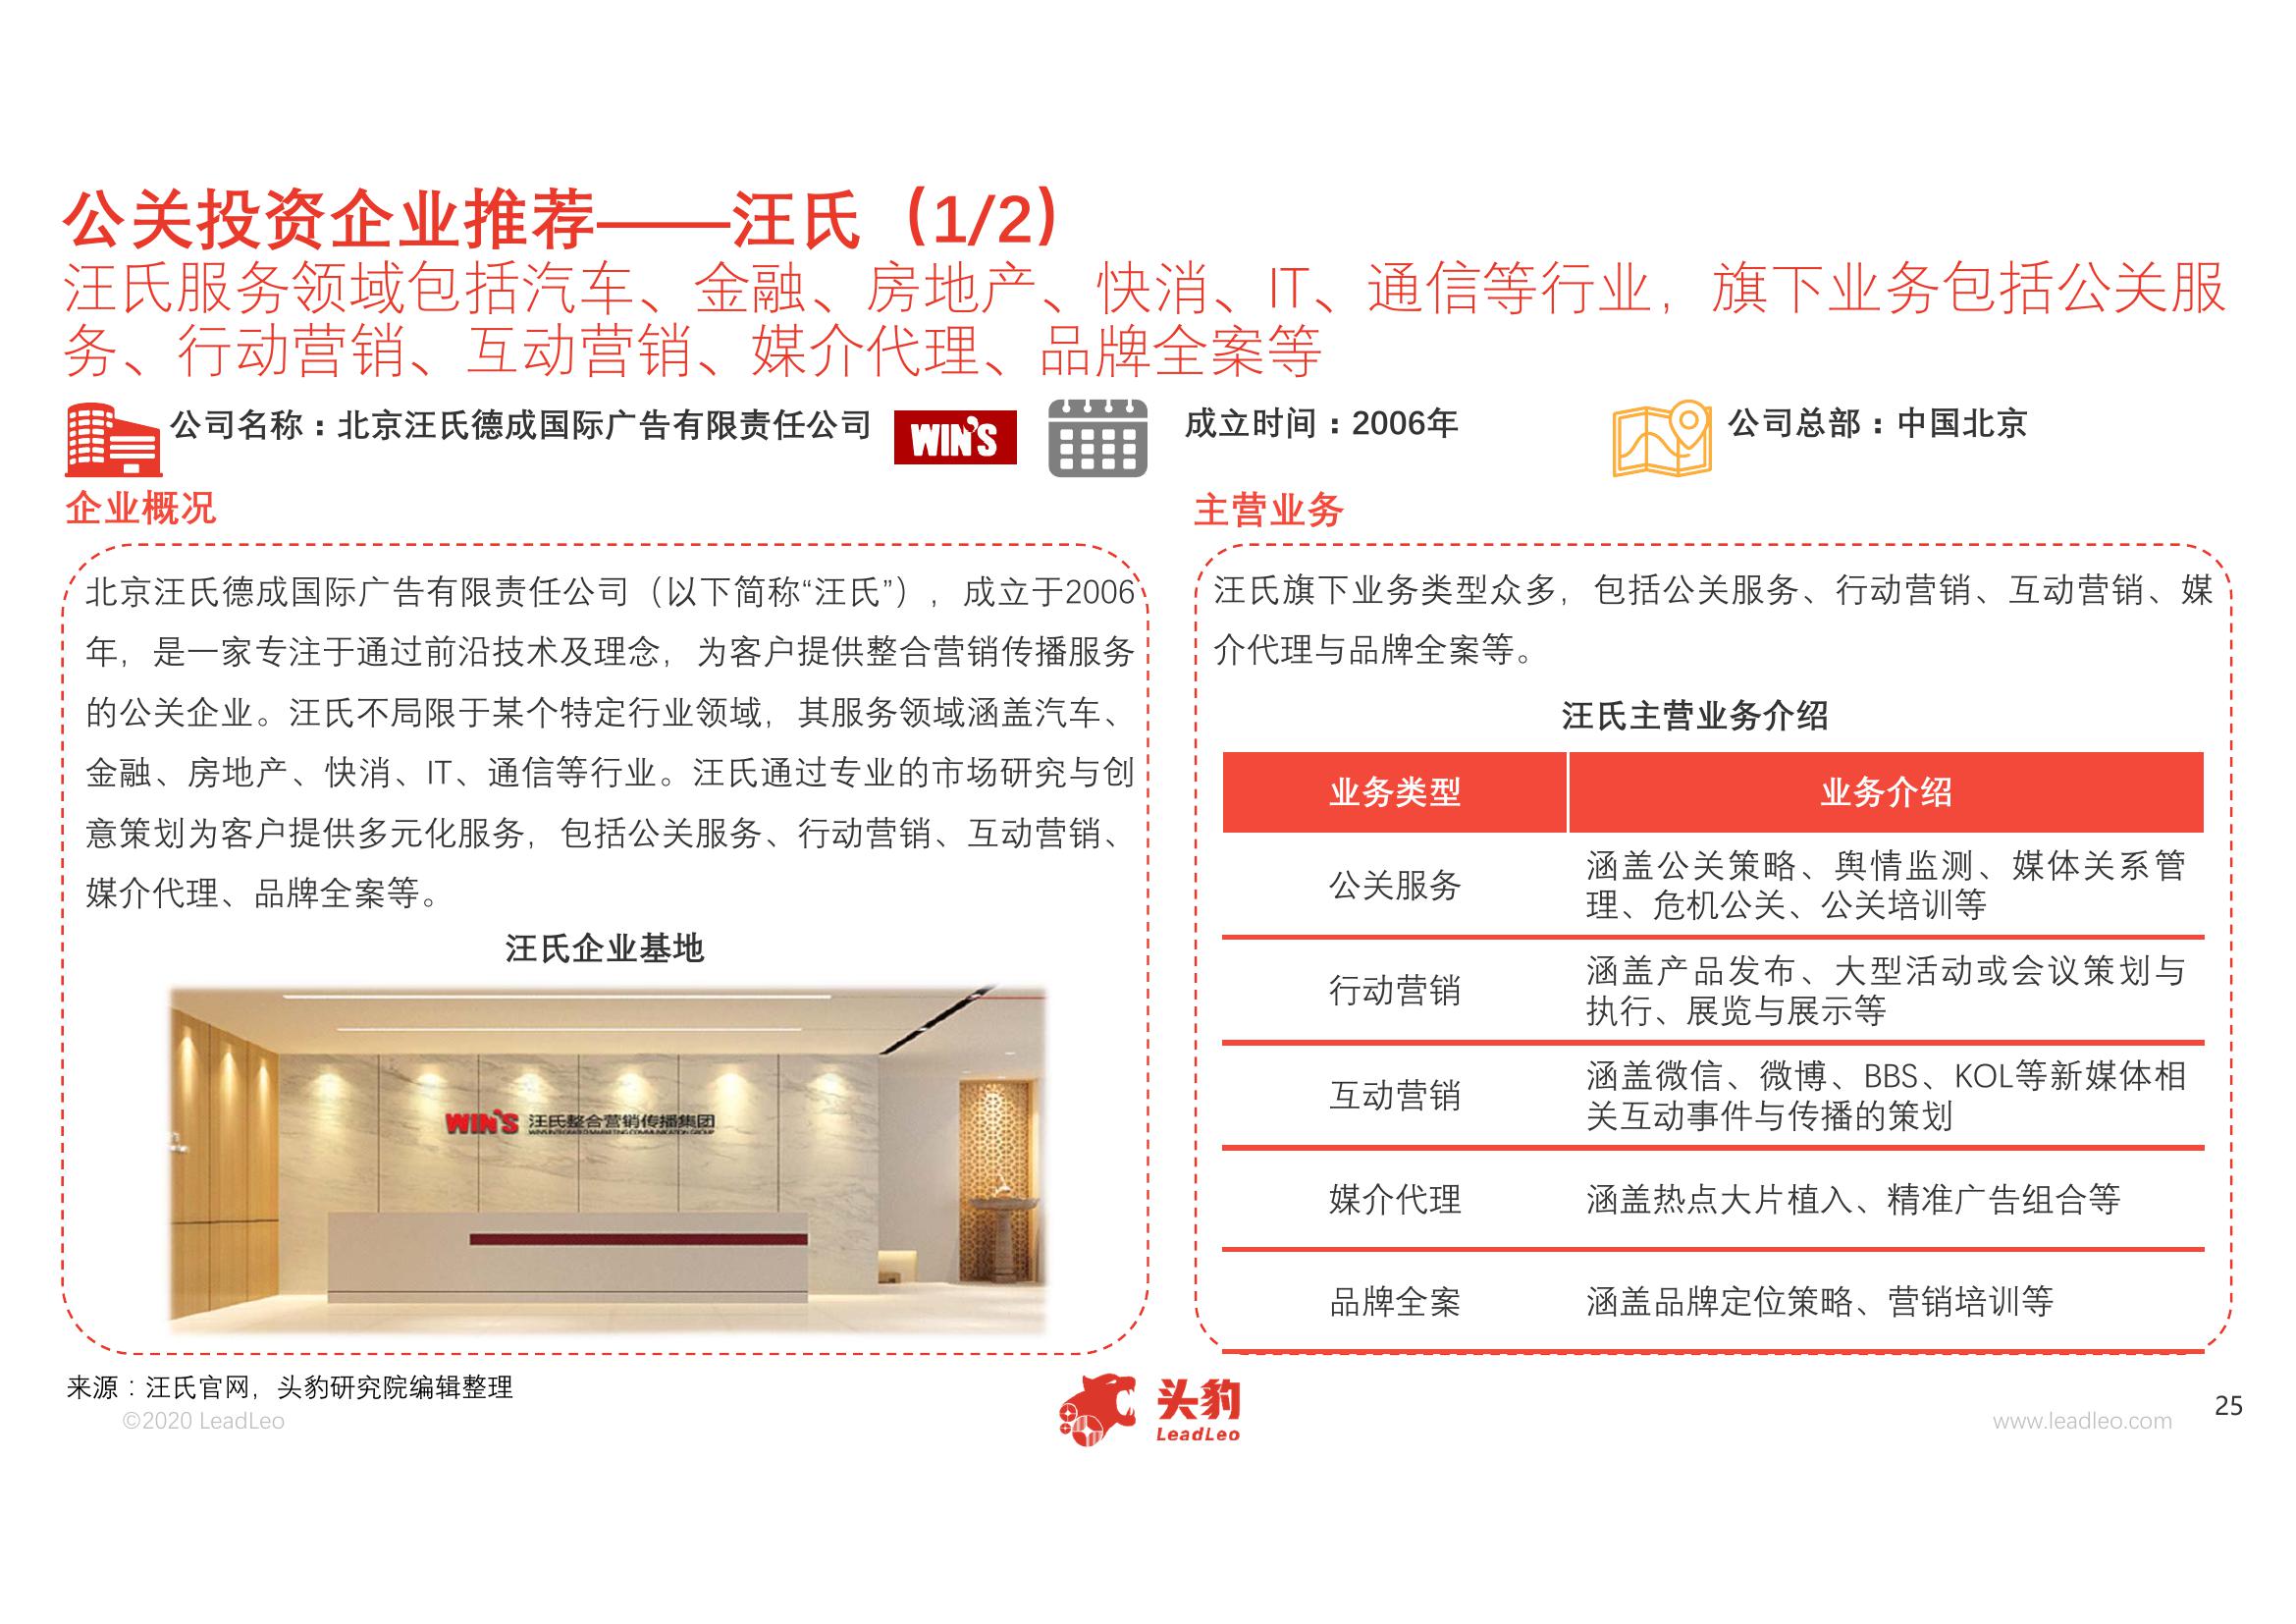 公关投资企业推荐——汪氏（1/2）
汪氏服务领域包括汽车、金融、房地产、快消、IT、通信等行业，旗下业务包括公关服
务、行动营销、互动营销、媒介代理、品牌全案等
公司名称：北京汪氏德成国际广告有限责任公司
WIN'S
成立时间：2006年
公司总部：中国北京
企业概况
北京汪氏德成国际广告有限责任公司（以下简称“汪氏”），成立于2006
年，是一家专注于通过前沿技术及理念，为客户提供整合营销传播服务
的公关企业。汪氏不局限于某个特定行业领域，其服务领域涵盖汽车、
金融、房地产、快消、IT、通信等行业。汪氏通过专业的市场研究与创
意策划为客户提供多元化服务，包括公关服务、行动营销、互动营销、
媒介代理、品牌全案等。
汪氏企业基地
WIN'S 汪氏整合营销传播集团
WIN'S INTEGRATED MARKETING COMMUNICATION GROUP
主营业务
汪氏旗下业务类型众多，包括公关服务、行动营销、互动营销、媒
介代理与品牌全案等。
汪氏主营业务介绍
业务类型 业务介绍
公关服务 涵盖公关策略、舆情监测、媒体关系管
理、危机公关、公关培训等
行动营销 涵盖产品发布、大型活动或会议策划与
执行、展览与展示等
互动营销 涵盖微信、微博、BBS、KOL等新媒体相
关互动事件与传播的策划
媒介代理 涵盖热点大片植入、精准广告组合等
品牌全案 涵盖品牌定位策略、营销培训等
来源：汪氏官网，头豹研究院编辑整理
©2020 LeadLeo
头豹
LeadLeo
www.leadleo.com
25